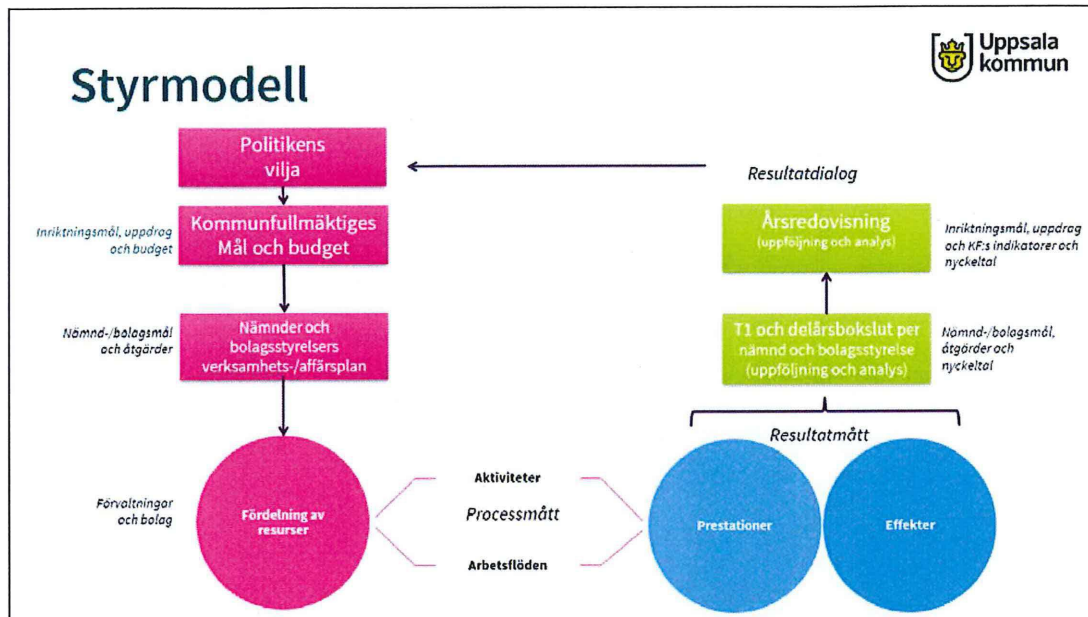 Styrmodell
Uppsala
kommun
Politikens
vilja
Resultatdialog
Inriktningsmål, uppdrag
och budget
Kommunfullmäktiges
Mål och budget
Årsredovisning
(uppföljning och analys)
Inriktningsmål, uppdrag
och KF:s indikatorer och
nyckeltal
Nämnd-/bolagsmål
och åtgärder
Nämnder och
bolagsstyrelsers
verksamhets-/affärsplan
T1 och delårsbokslut per
nämnd och bolagsstyrelse
(uppföljning och analys)
Nämnd-/bolagsmål,
åtgärder och
nyckeltal
Resultatmått
Förvaltningar
och bolag
Fördelning av
resurser
Aktiviteter
Processmått
Arbetsflöden
Prestationer
Effekter